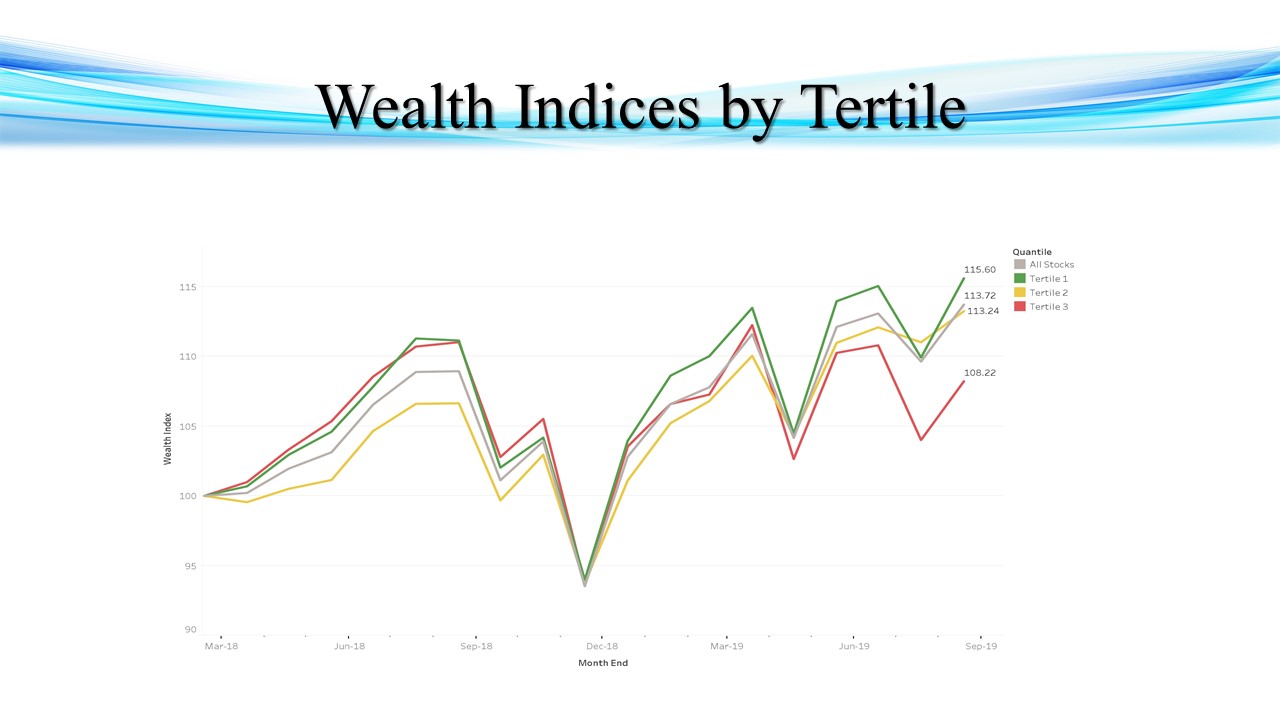 Wealth Indices by Tertile
Quantile
All Stocks
Tertile 1
Tertile 2
Tertile 3
115.60
113.72
113.24
108.22
Wealth Index
115
110
105
100
95
90
Mar-18 Jun-18 Sep-18 Dec-18 Mar-19 Jun-19 Sep-19
Month End